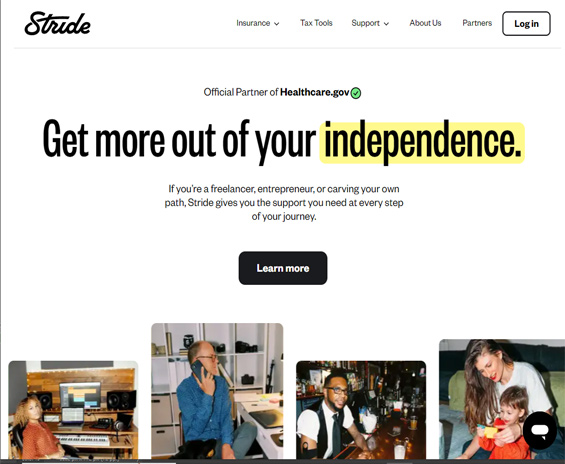 Stride
Insurance
Tax Tools
Support
About Us
Partners
Log in
Official Partner of Healthcare.gov
Get more out of your independence.
If you're a freelancer, entrepreneur, or carving your own
path, Stride gives you the support you need at every step
of your journey.
Learn more